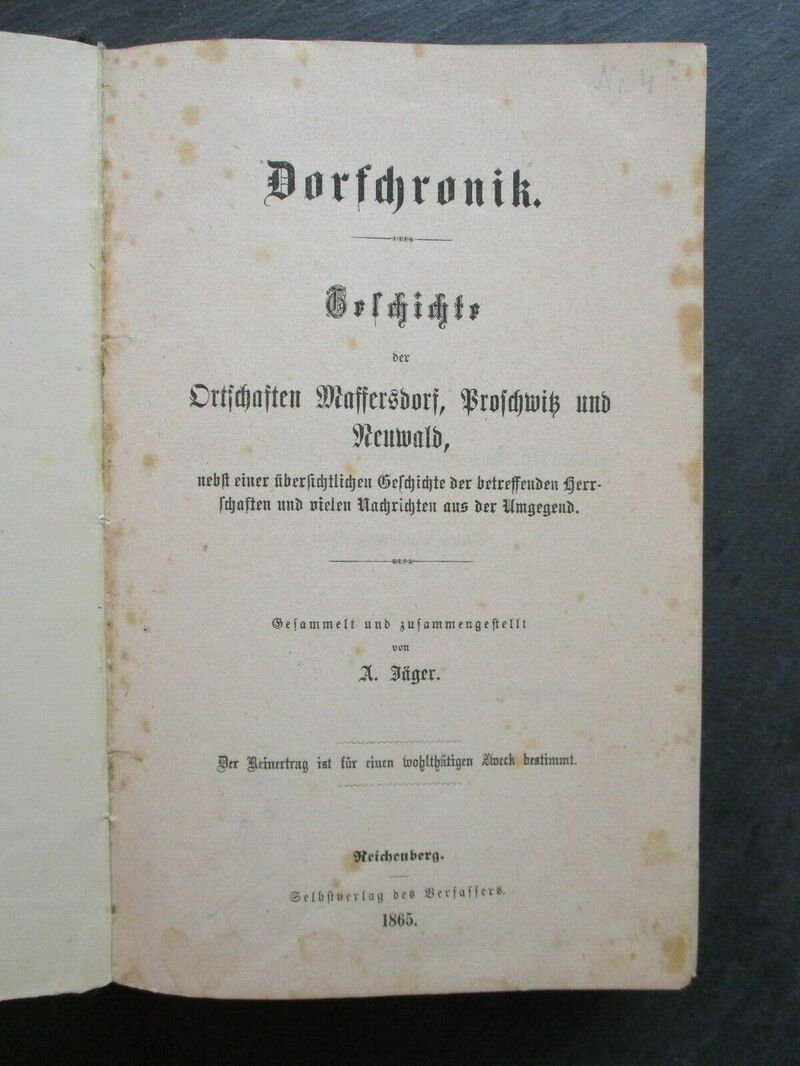 Nr. 4
Dorfchronik.
Geschichte
der
Ortschaften Maffersdorf, Proschwitz und
Neuwald,
nebst einer übersichtlichen Geschichte der betreffenden Herr-
schaften und vielen Nachrichten aus der Umgegend.
Gesammelt und zusammengestellt
von
A. Jäger.
Der Reinertrag ist für einen wohlthätigen Zweck bestimmt.
Reichenberg.
Selbstverlag des Verfassers.
1865.